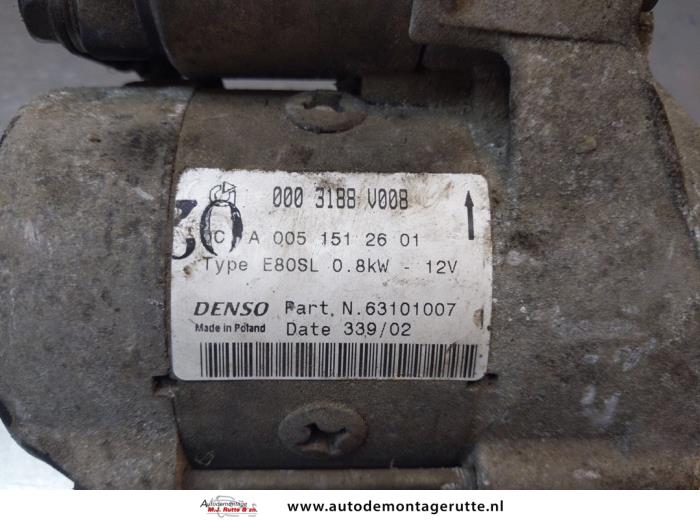 000 3188 V008
20
A 005 151 26 01
Type E80SL 0.8kW - 12V
DENSO Part. N.63101007
Made in Poland Date 339/02
Autodemontage
M.J. Rutte & zn.
www.autodemontagerutte.nl